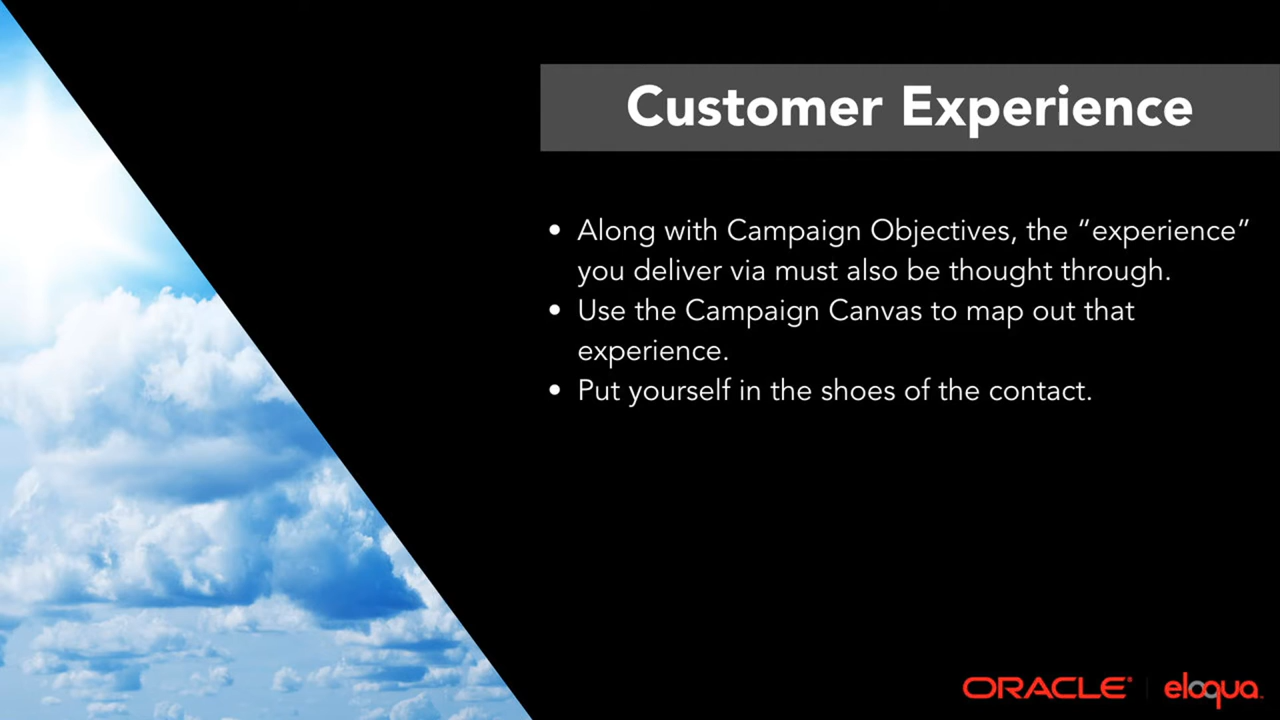 Customer Experience
• Along with Campaign Objectives, the “experience”
you deliver via must also be thought through.
• Use the Campaign Canvas to map out that
experience.
• Put yourself in the shoes of the contact.
ORACLE® | eloqua™